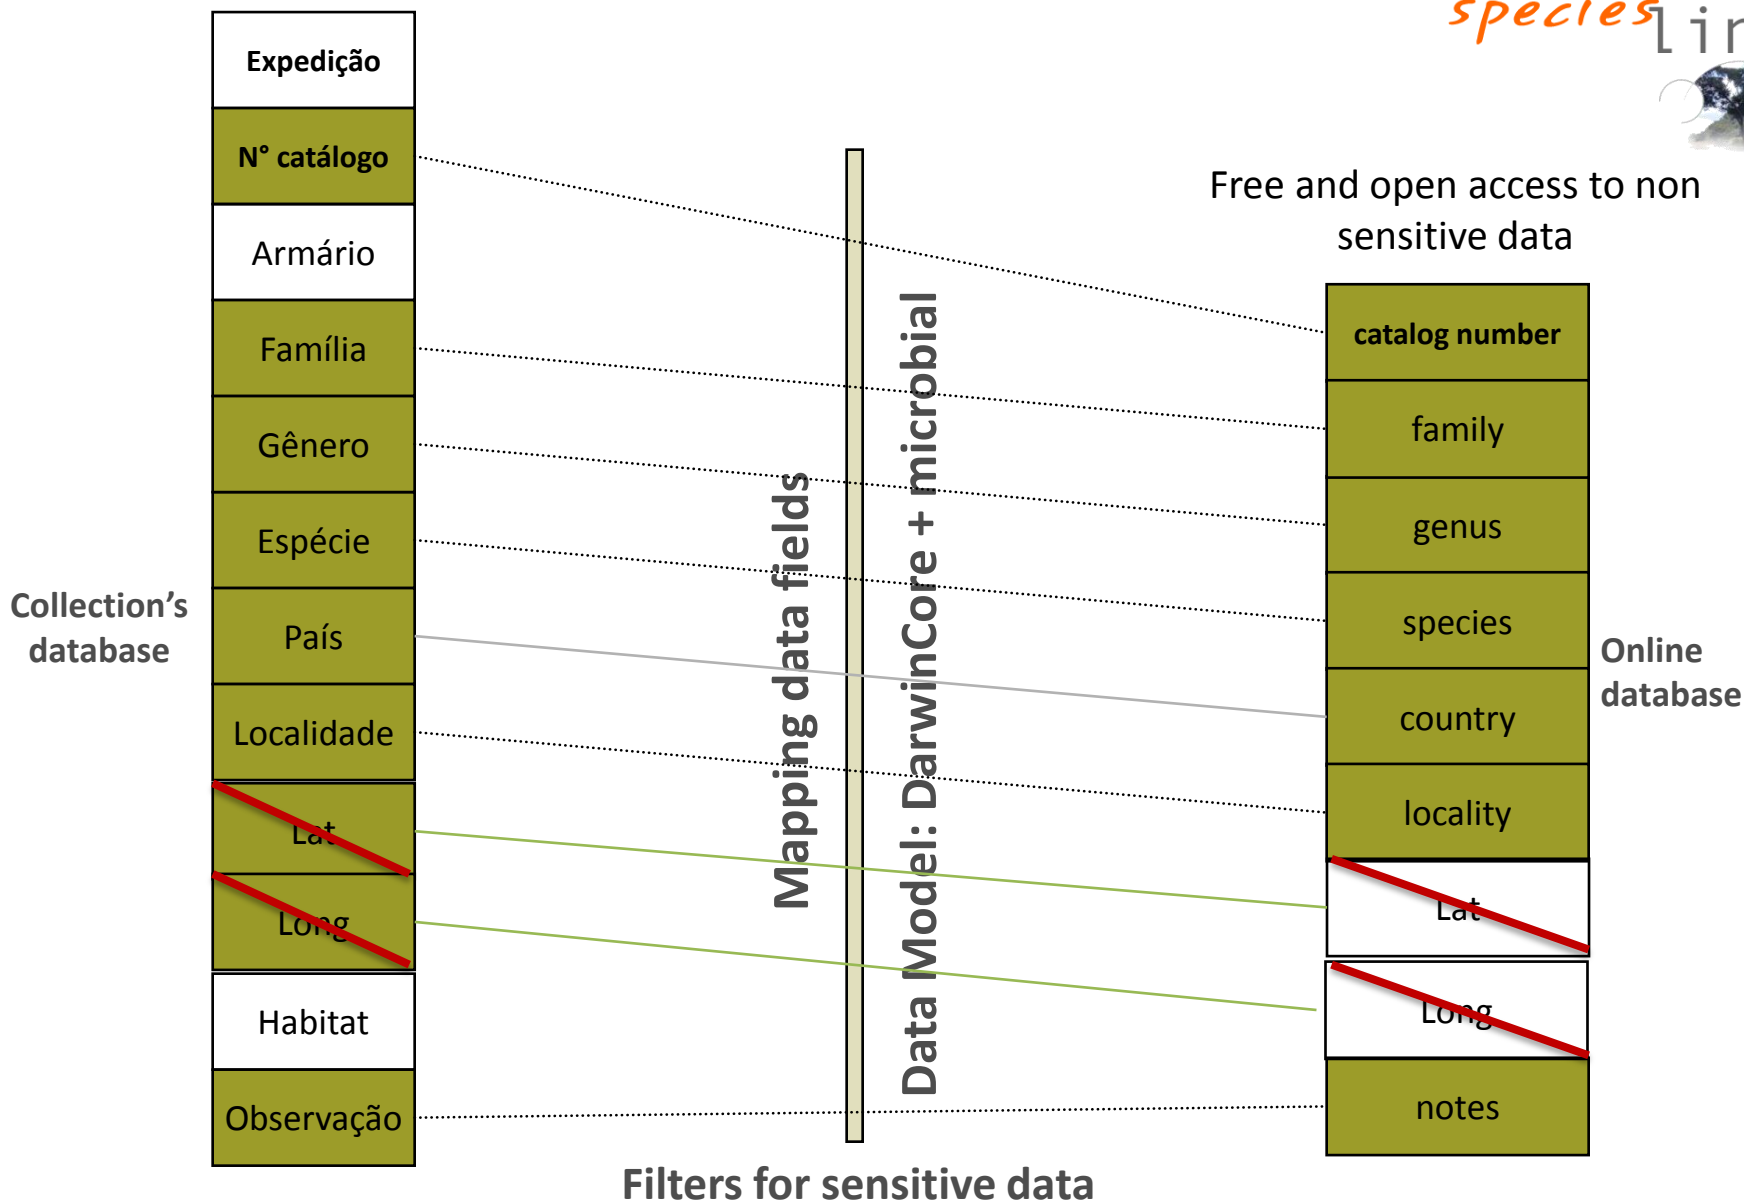 species
Expedição
N° catálogo
Armário
Família
Gênero
Espécie
País
Localidade
Lat
Long
Habitat
Observação
Collection's
database
Mapping data fields
Data Model: DarwinCore + microbial
Free and open access to non
sensitive data
catalog number
family
genus
species
country
locality
Lat
Long
notes
Online
database
Filters for sensitive data